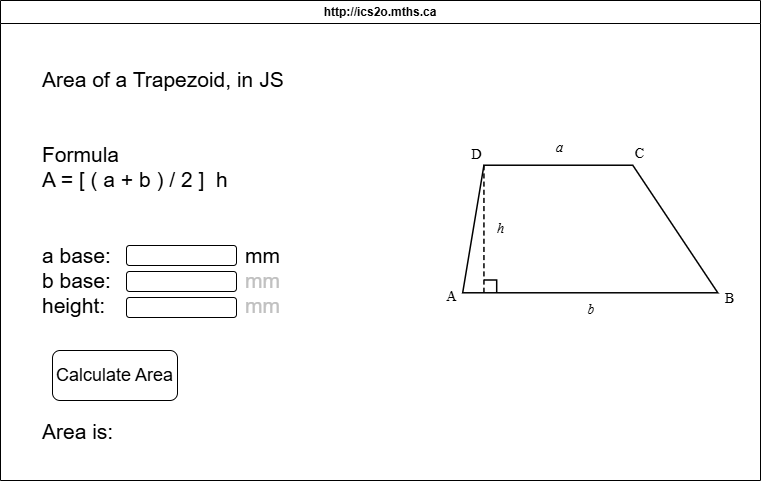 http://ics2o.mths.ca
Area of a Trapezoid, in JS
Formula
A = [ ( a + b ) / 2 ]  h
a base: mm
b base: mm
height: mm
Calculate Area
Area is:
D a C
h
A b B